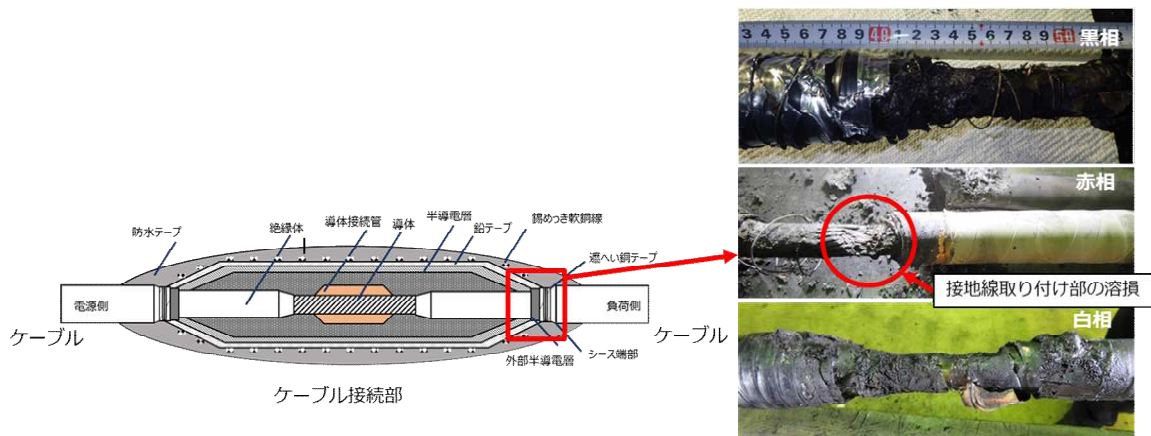 防水テープ
絶縁体
導体接続管
導体
半導電層
鉛テープ
錫めっき軟銅線
遮へい銅テープ
電源側
負荷側
ケーブル
ケーブル
シース端部
外部半導電層
ケーブル接続部
3 4 5 6 7 8 9 40 1 2 3 4 5 6 7 8 9 50
黒相
赤相
接地線取り付け部の溶損
白相